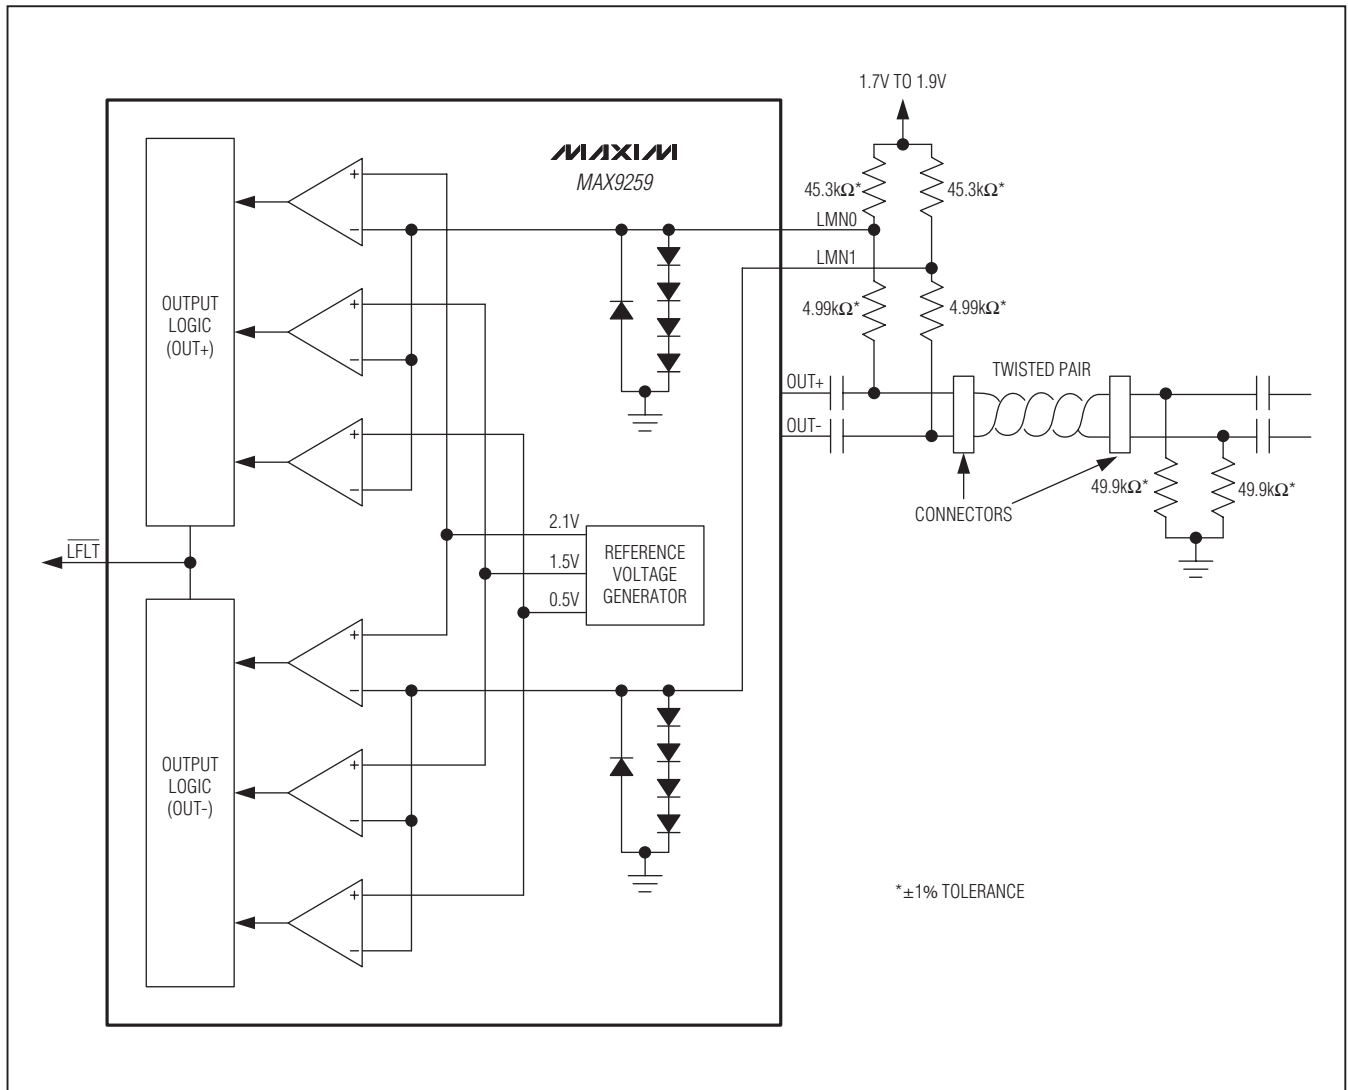 1.7V TO 1.9V
MAXIM
MAX9259
45.3kΩ*
45.3kΩ*
LMN0
LMN1
4.99kΩ*
4.99kΩ*
OUTPUT
LOGIC
(OUT+)
+
−
+
−
+
−
OUT+
OUT-
TWISTED PAIR
49.9kΩ*
49.9kΩ*
CONNECTORS
LFLT
2.1V
1.5V
0.5V
REFERENCE
VOLTAGE
GENERATOR
OUTPUT
LOGIC
(OUT-)
+
−
+
−
+
−
*±1% TOLERANCE